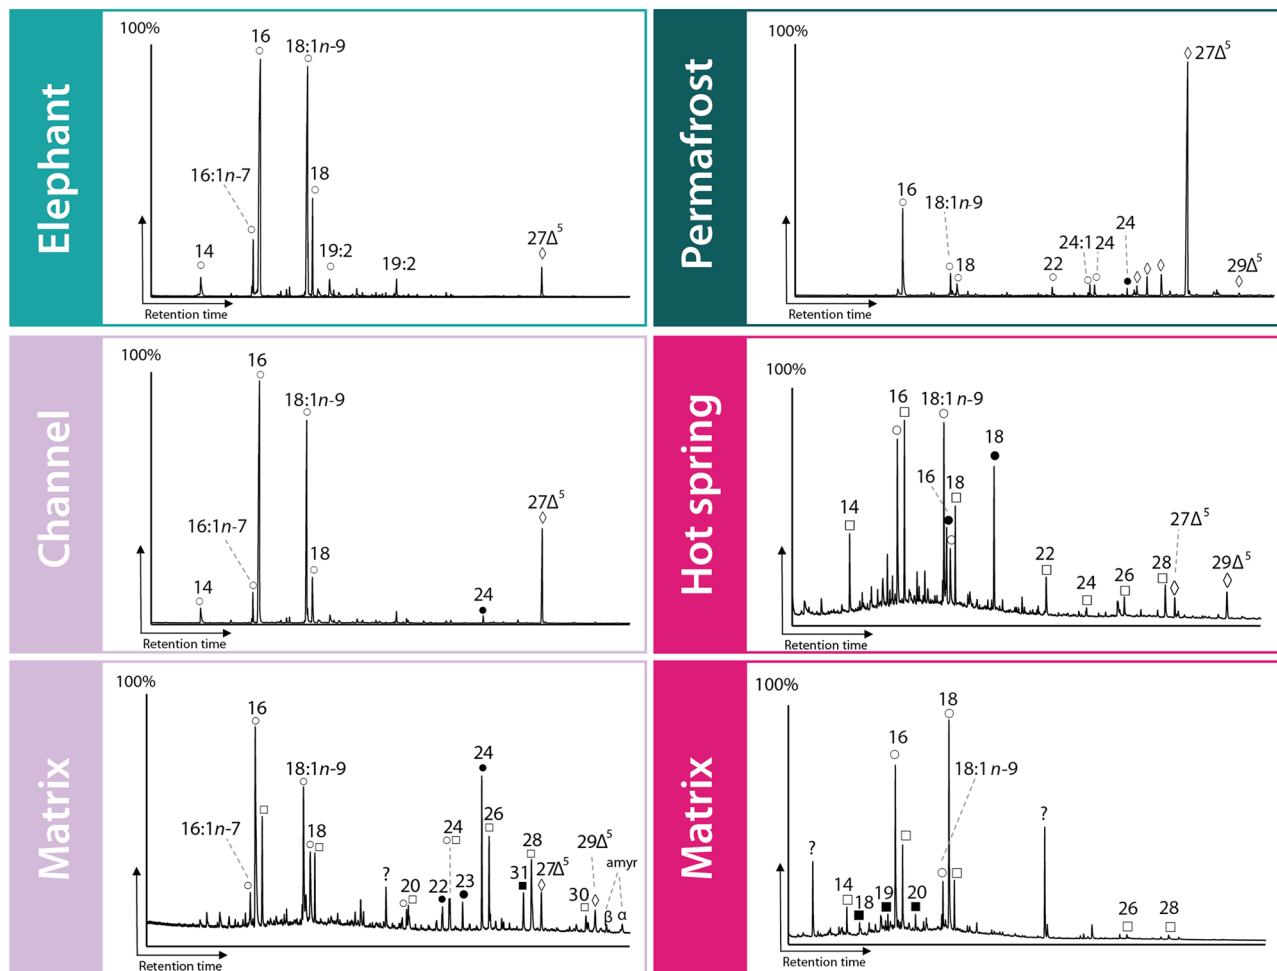 Elephant
100%
16
18:1n-9
16:1n-7
18
14
19:2
19:2
27Δ⁵
Retention time
Permafrost
100%
27Δ⁵
16
18:1n-9
18
22
24:1
24
24
29Δ⁵
Retention time
Channel
100%
16
18:1n-9
16:1n-7
18
14
24
27Δ⁵
Retention time
Hot spring
100%
16
18:1n-9
18
16
18
14
22
24
26
28
27Δ⁵
29Δ⁵
Retention time
Matrix
100%
16
18:1n-9
16:1n-7
18
?
20
22
24
23
24
26
31
28
27Δ⁵
29Δ⁵
30
amyr
β
α
Retention time
Matrix
100%
18
16
18:1n-9
?
?
14
18
19
20
26
28
Retention time